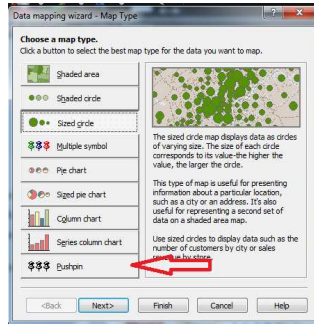 Data mapping wizard - Map Type
Choose a map type.
Click a button to select the best map type for the data you want to map.
Shaded area
Shaded circle
Sized circle
Multiple symbol
Pie chart
Sized pie chart
Column chart
Series column chart
Pushpin
The sized circle map displays data as circles
of varying size. The size of each circle
corresponds to its value-the higher the
value, the larger the circle.
This type of map is useful for presenting
information about a particular location,
such as a city or an address. It's also
useful for representing a second set of
data on a shaded area map.
Use sized circles to display data such as the
number of customers by city or sales
revenue by store.
<Back
Next>
Finish
Cancel
Help